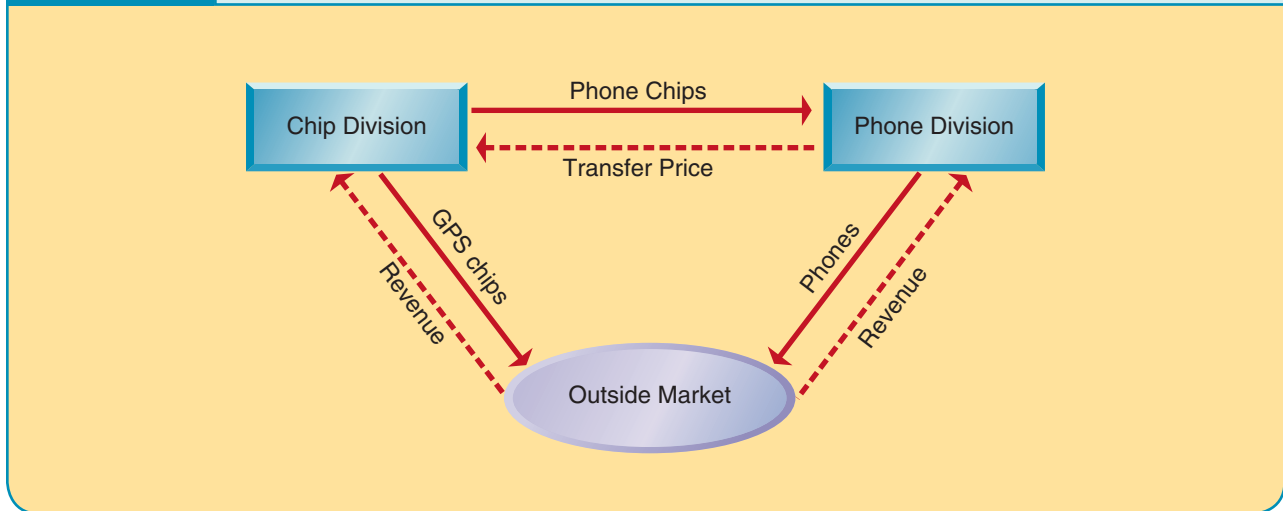 Phone Chips
Chip Division
Phone Division
Transfer Price
GPS chips
Revenue
Phones
Revenue
Outside Market